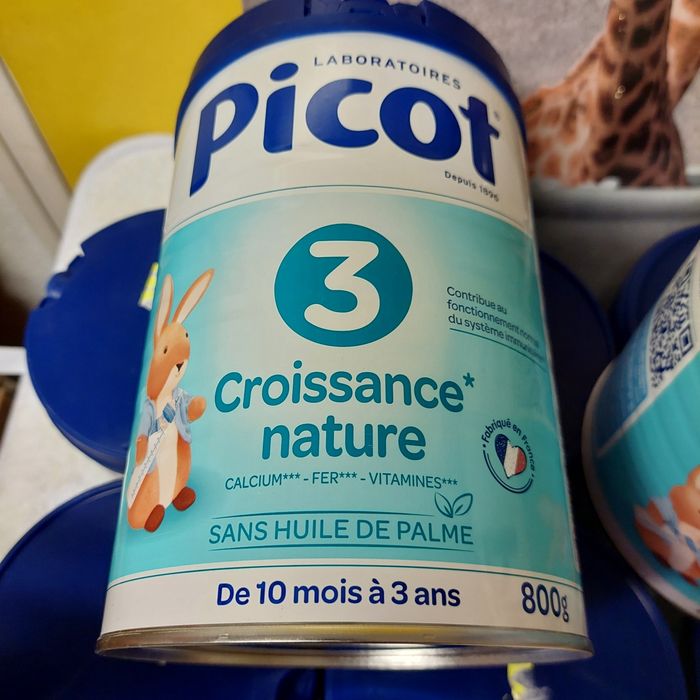 LABORATOIRES
Picot
Depuis 1896
3
Contribue au
fonctionnement normal
du système immunitaire
Croissance*
nature
CALCIUM*** - FER*** - VITAMINES***
Fabriqué en France
SANS HUILE DE PALME
De 10 mois à 3 ans
800g